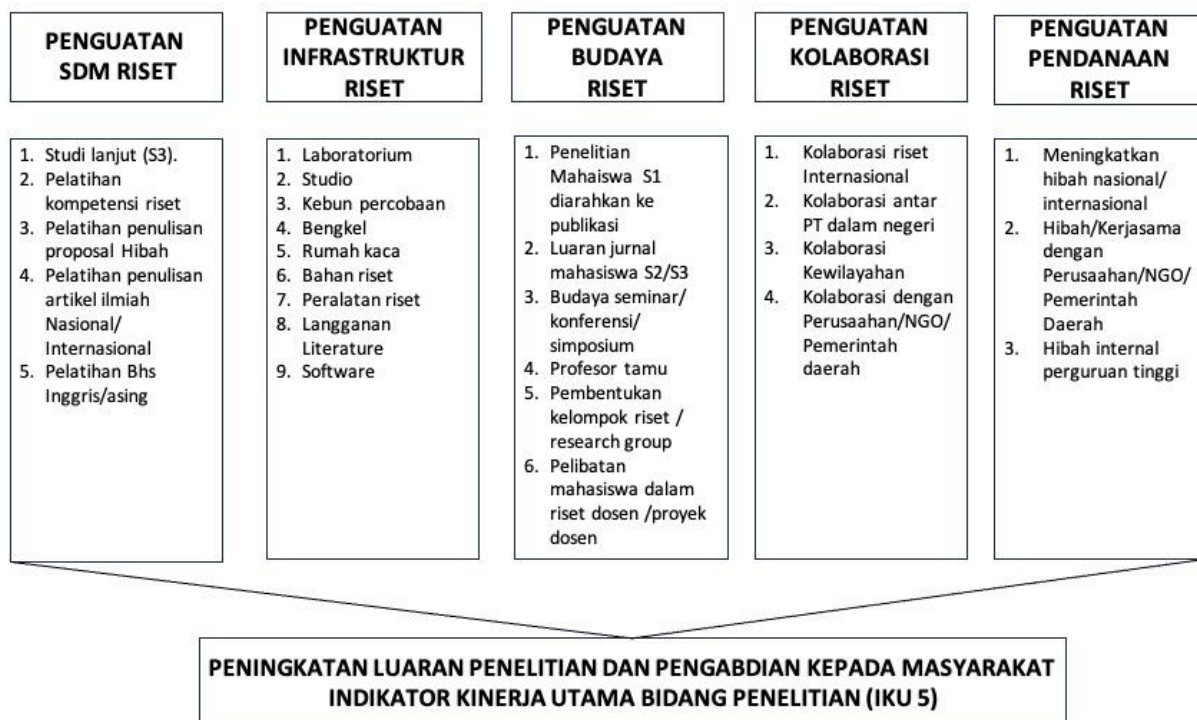 PENGUATAN
SDM RISET
PENGUATAN
INFRASTRUKTUR
RISET
PENGUATAN
BUDAYA
RISET
PENGUATAN
KOLABORASI
RISET
PENGUATAN
PENDANAAN
RISET
1. Studi lanjut (S3).
2. Pelatihan
kompetensi riset
3. Pelatihan penulisan
proposal Hibah
4. Pelatihan penulisan
artikel ilmiah
Nasional/
Internasional
5. Pelatihan Bhs
Inggris/asing
1. Laboratorium
2. Studio
3. Kebun percobaan
4. Bengkel
5. Rumah kaca
6. Bahan riset
7. Peralatan riset
8. Langganan
Literature
9. Software
1. Penelitian
Mahaiswa S1
diarahkan ke
publikasi
2. Luaran jurnal
mahasiswa S2/S3
3. Budaya seminar/
konferensi/
simposium
4. Profesor tamu
5. Pembentukan
kelompok riset /
research group
6. Pelibatan
mahasiswa dalam
riset dosen /proyek
dosen
1. Kolaborasi riset
Internasional
2. Kolaborasi antar
PT dalam negeri
3. Kolaborasi
Kewilayahan
4. Kolaborasi dengan
Perusahaan/NGO/
Pemerintah
daerah
1. Meningkatkan
hibah nasional/
internasional
2. Hibah/Kerjasama
dengan
Perusahaan/NGO/
Pemerintah
Daerah
3. Hibah internal
perguruan tinggi
PENINGKATAN LUARAN PENELITIAN DAN PENGABDIAN KEPADA MASYARAKAT
INDIKATOR KINERJA UTAMA BIDANG PENELITIAN (IKU 5)